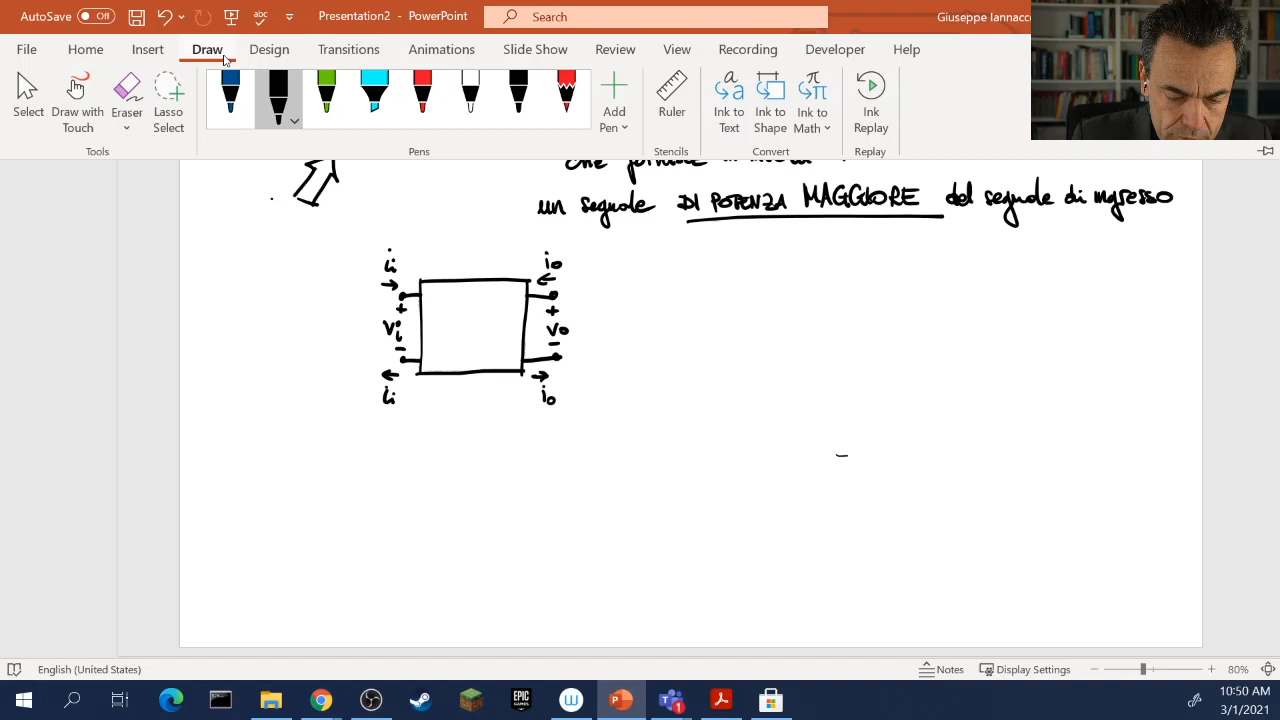 AutoSave Off
Presentation2 - PowerPoint
Search
Giuseppe Iannacco
File Home Insert Draw Design Transitions Animations Slide Show Review View Recording Developer Help
Select
Draw with Touch
Eraser
Lasso Select
Add Pen
Ruler
Ink to Text
Ink to Shape
Ink to Math
Ink Replay
Tools
Pens
Stencils
Convert
Replay
un segnale DI POTENZA MAGGIORE del segnale di ingresso
ii
io
+
+
vi
vo
-
-
ii
io
English (United States)
Notes
Display Settings
80%
10:50 AM
3/1/2021